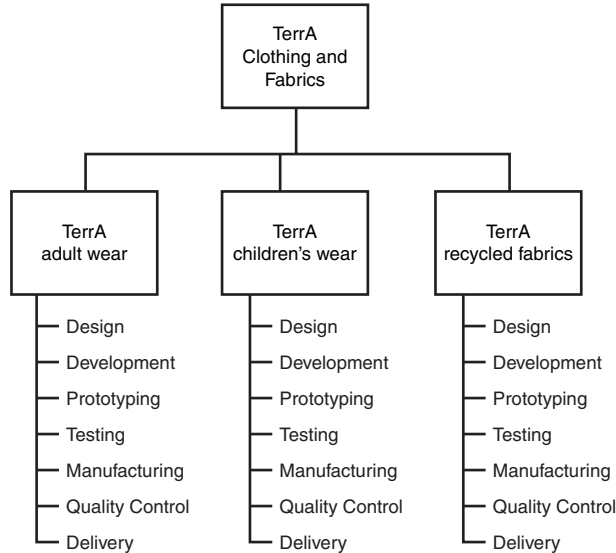 TerrA
Clothing and
Fabrics
TerrA
adult wear
TerrA
children’s wear
TerrA
recycled fabrics
Design
Development
Prototyping
Testing
Manufacturing
Quality Control
Delivery
Design
Development
Prototyping
Testing
Manufacturing
Quality Control
Delivery
Design
Development
Prototyping
Testing
Manufacturing
Quality Control
Delivery